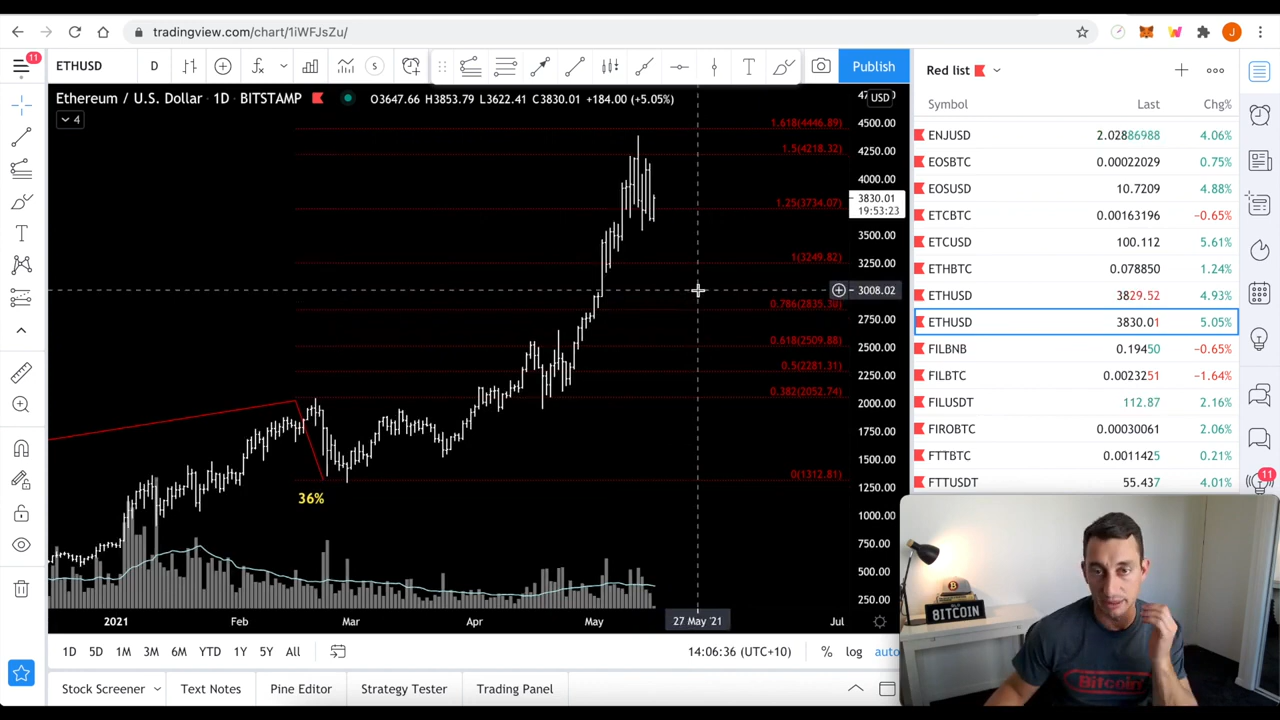 tradingview.com/chart/1iWFJsZu/
J
11
ETHUSD
D
S
T
Publish
Red list
Ethereum / U.S. Dollar · 1D · BITSTAMP
O3647.66 H3853.79 L3622.41 C3830.01 +184.00 (+5.05%)
USD
4
Symbol Last Chg%
ENJUSD 2.02886988 4.06%
EOSBTC 0.00022029 0.75%
EOSUSD 10.7209 4.88%
ETCBTC 0.00163196 −0.65%
ETCUSD 100.112 5.61%
ETHBTC 0.078850 1.24%
ETHUSD 3829.52 4.93%
ETHUSD 3830.01 5.05%
FILBNB 0.19450 −0.65%
FILBTC 0.0023251 −1.64%
FILUSDT 112.87 2.16%
FIROBTC 0.00030061 2.06%
FTTBTC 0.0011425 0.21%
FTTUSDT 55.437 4.01%
11
1.618(4446.89)
1.5(4218.32)
1.25(3734.07)
1(3249.82)
0.786(2835.30)
0.618(2509.88)
0.5(2281.31)
0.382(2052.74)
0(1312.81)
36%
4500.00
4250.00
4000.00
3830.01
19:53:23
3500.00
3250.00
3008.02
2750.00
2500.00
2250.00
2000.00
1750.00
1500.00
1250.00
1000.00
750.00
500.00
250.00
2021 Feb Mar Apr May 27 May '21 Jul
1D 5D 1M 3M 6M YTD 1Y 5Y All
14:06:36 (UTC+10) % log auto
Stock Screener Text Notes Pine Editor Strategy Tester Trading Panel
BITCOIN
Bitcoin